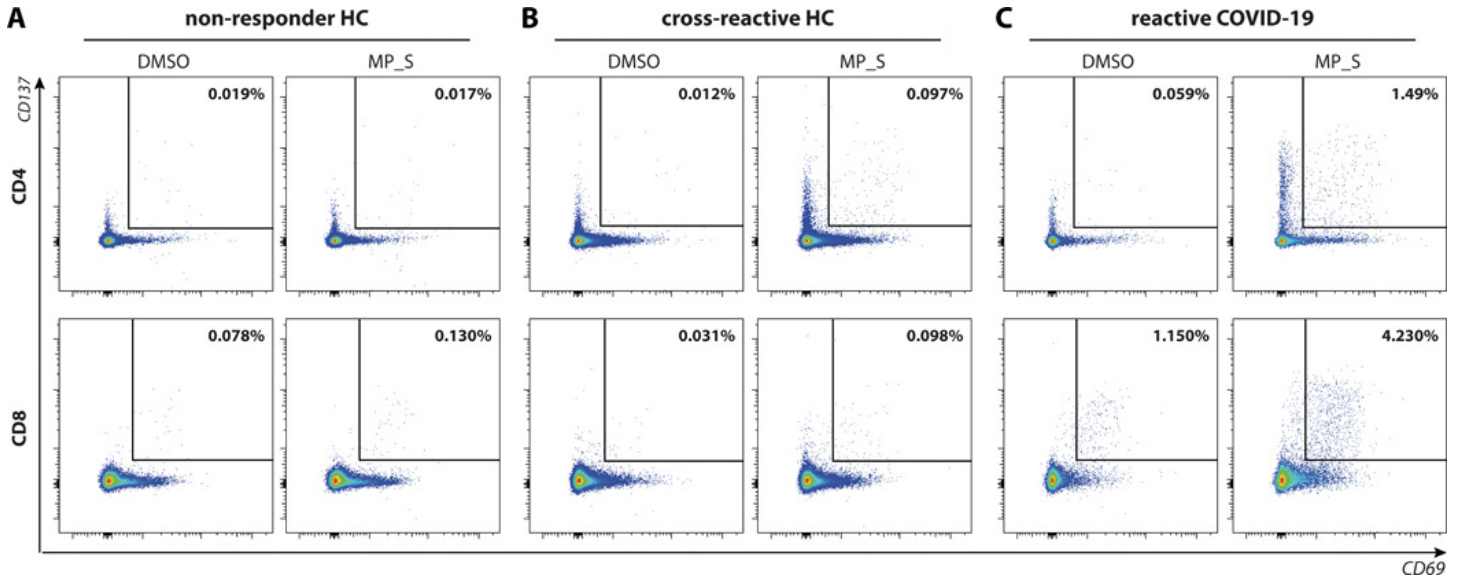 A non-responder HC
B cross-reactive HC
C reactive COVID-19
DMSO MP_S DMSO MP_S DMSO MP_S
CD137
CD4
0.019% 0.017% 0.012% 0.097% 0.059% 1.49%
CD8
0.078% 0.130% 0.031% 0.098% 1.150% 4.230%
CD69